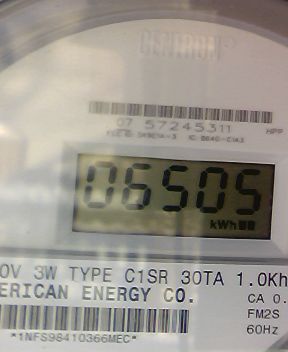 CENTRON
07 57245311
HPP
06505
kWh
0V 3W TYPE C1SR 30TA 1.0Kh
ERICAN ENERGY CO.
CA 0.
FM2S
60Hz
*1NFS98410366MEC*